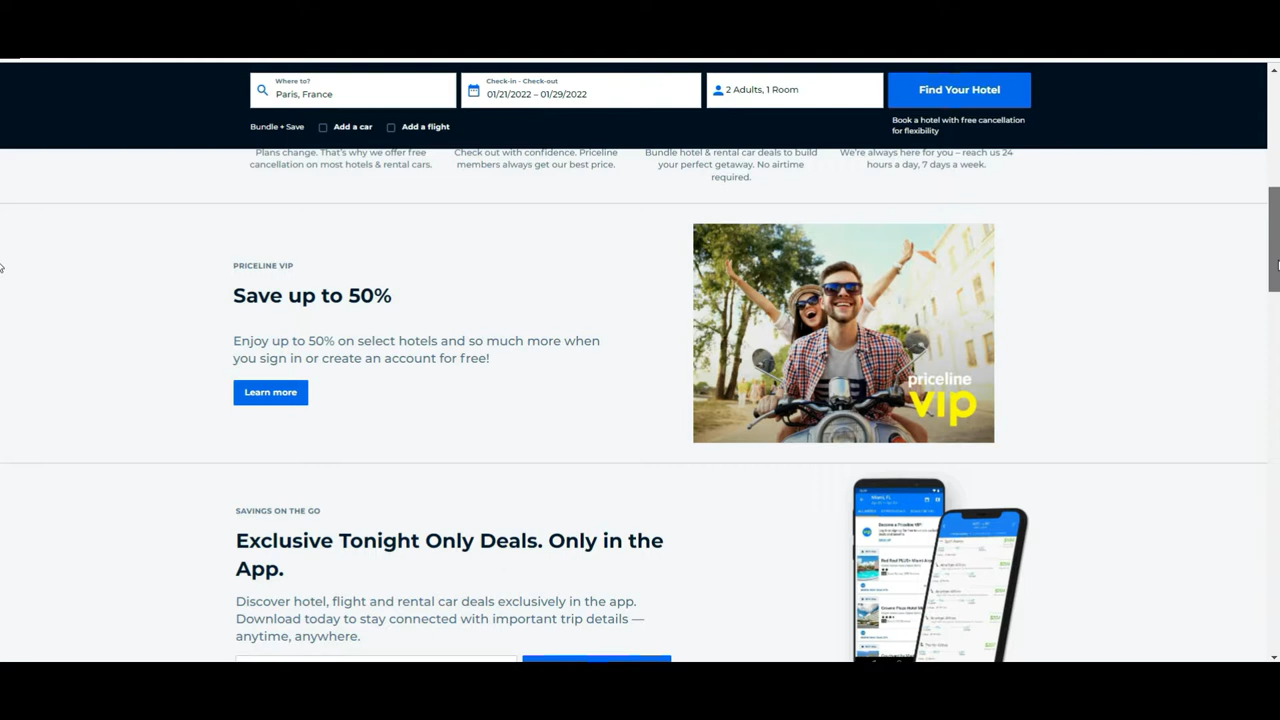 Where to?
Paris, France
Check-in - Check-out
01/21/2022 – 01/29/2022
2 Adults, 1 Room
Find Your Hotel
Bundle + Save
Add a car
Add a flight
Book a hotel with free cancellation
for flexibility
Plans change. That's why we offer free
cancellation on most hotels & rental cars.
Check out with confidence. Priceline
members always get our best price.
Bundle hotel & rental car deals to build
your perfect getaway. No airtime
required.
We're always here for you – reach us 24
hours a day, 7 days a week.
PRICELINE VIP
Save up to 50%
Enjoy up to 50% on select hotels and so much more when
you sign in or create an account for free!
Learn more
priceline
vip
SAVINGS ON THE GO
Exclusive Tonight Only Deals. Only in the
App.
Discover hotel, flight and rental car deals exclusively in the app.
Download today to stay connected with important trip details —
anytime, anywhere.
Miami, FL
Become a Priceline VIP